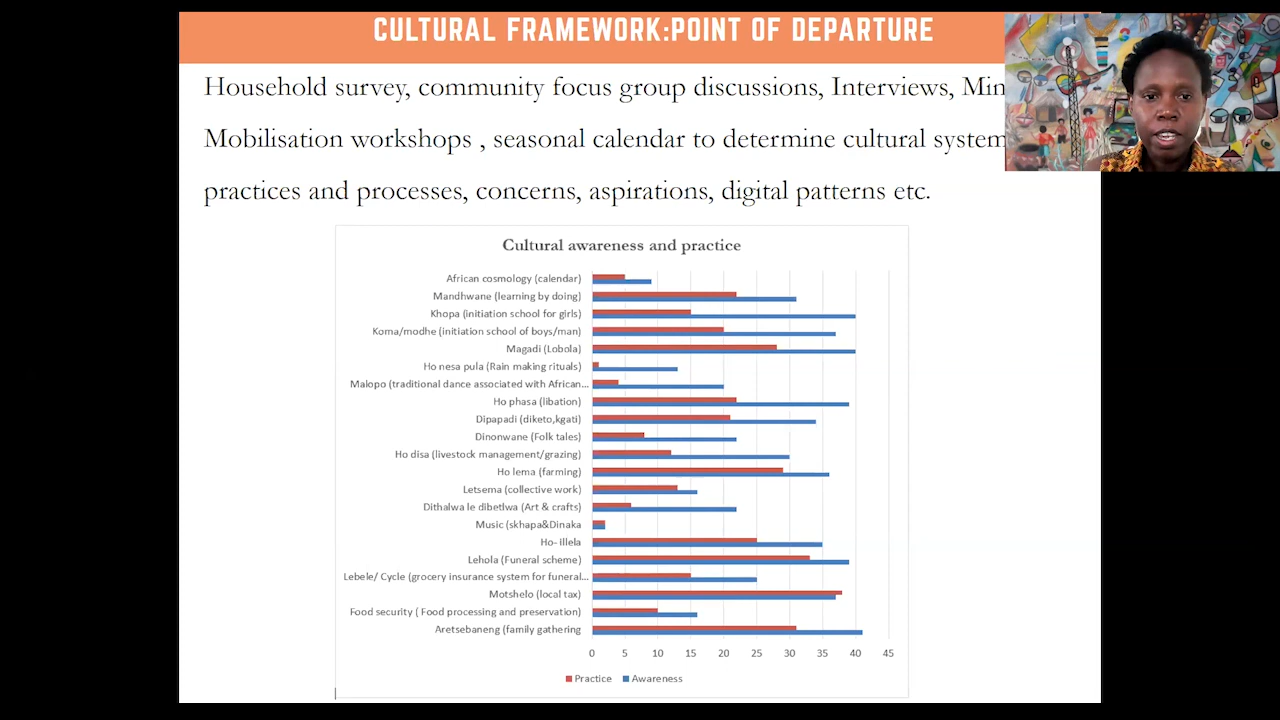 CULTURAL FRAMEWORK:POINT OF DEPARTURE
Household survey, community focus group discussions, Interviews,
Mobilisation workshops , seasonal calendar to determine cultural system
practices and processes, concerns, aspirations, digital patterns etc.
Cultural awareness and practice
African cosmology (calendar)
Mandhwane (learning by doing)
Khopa (initiation school for girls)
Koma/modhe (initiation school of boys/man)
Magadi (Lobola)
Ho nesa pula (Rain making rituals)
Malopo (traditional dance associated with African...
Ho phasa (libation)
Dipapadi (diketo,kgati)
Dinonwane (Folk tales)
Ho disa (livestock management/grazing)
Ho lema (farming)
Letsema (collective work)
Dithalwa le dibetlwa (Art & crafts)
Music (skhapa&Dinaka
Ho- illela
Lehola (Funeral scheme)
Lebele/ Cycle (grocery insurance system for funeral...
Motshelo (local tax)
Food security ( Food processing and preservation)
Aretsebaneng (family gathering
0 5 10 15 20 25 30 35 40 45
Practice Awareness